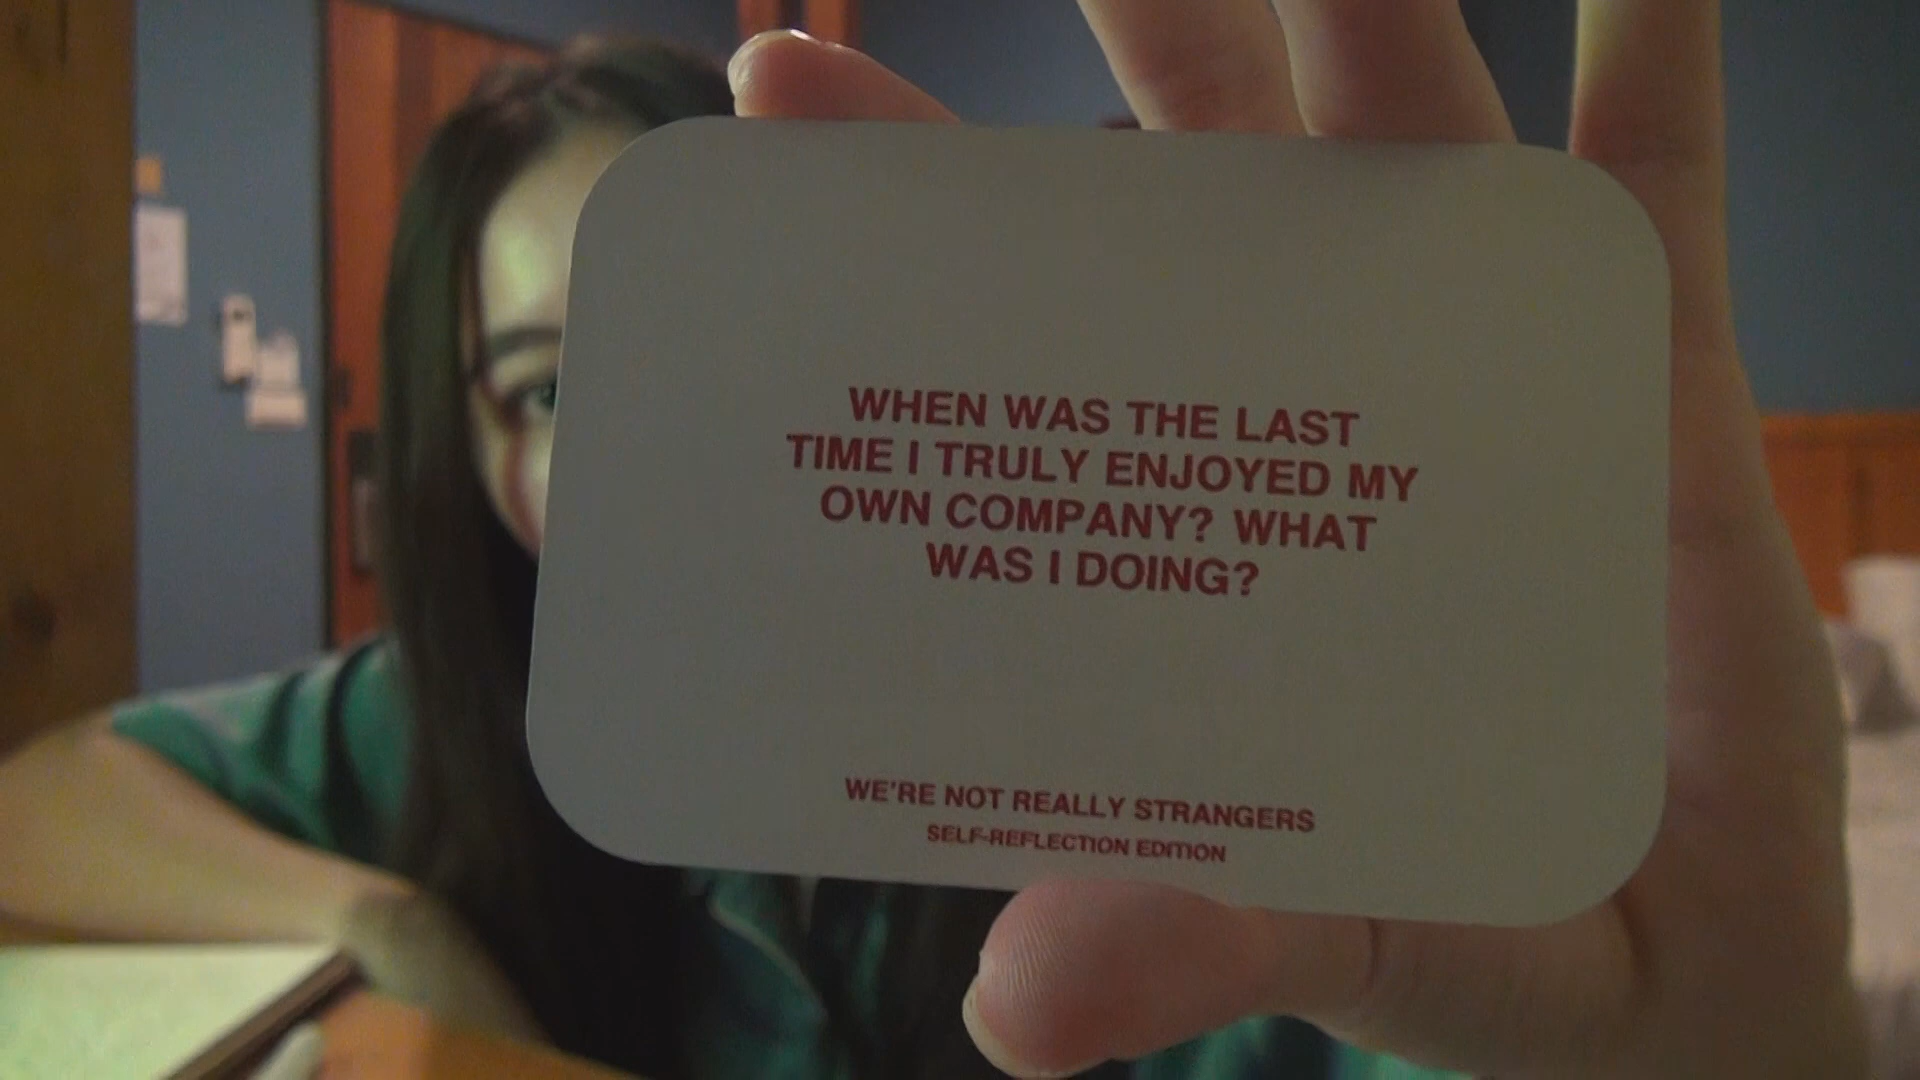 WHEN WAS THE LAST
TIME I TRULY ENJOYED MY
OWN COMPANY? WHAT
WAS I DOING?
WE'RE NOT REALLY STRANGERS
SELF-REFLECTION EDITION